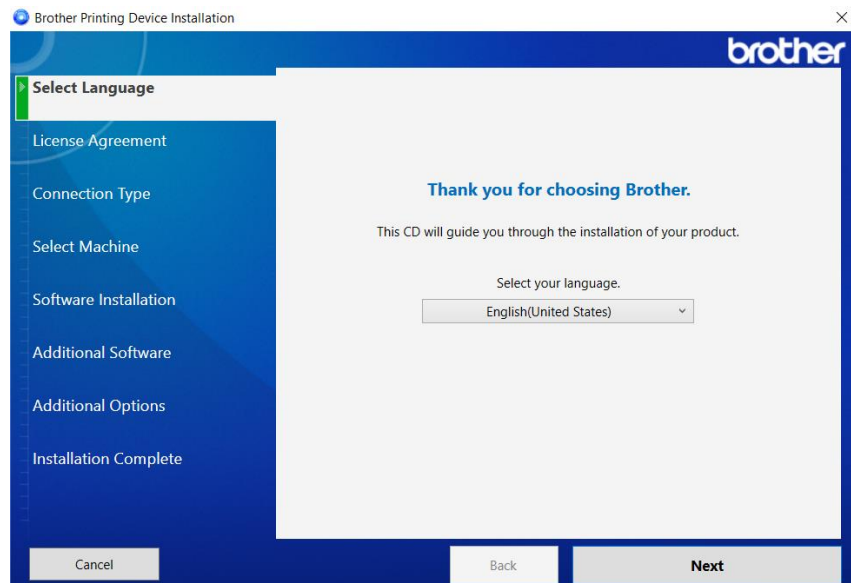 Brother Printing Device Installation
brother
Select Language
License Agreement
Connection Type
Select Machine
Software Installation
Additional Software
Additional Options
Installation Complete
Thank you for choosing Brother.
This CD will guide you through the installation of your product.
Select your language.
English(United States)
Cancel
Back
Next